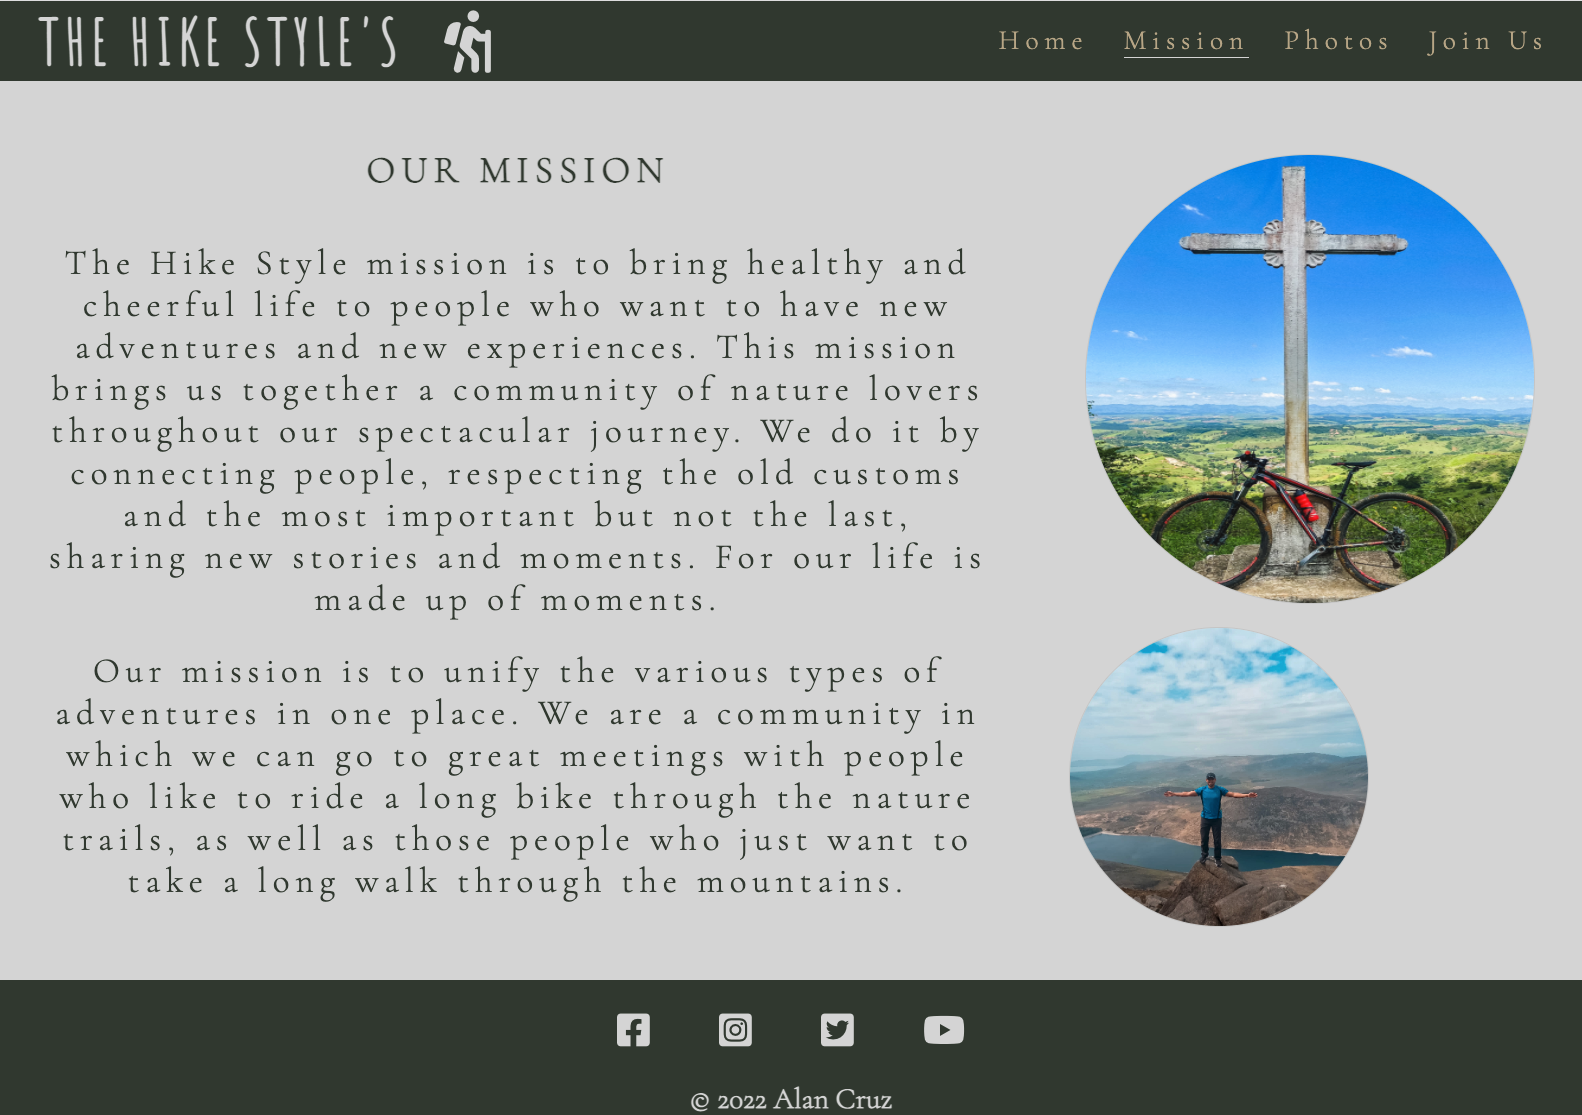 THE HIKE STYLE'S
Home Mission Photos Join Us
OUR MISSION
The Hike Style mission is to bring healthy and
cheerful life to people who want to have new
adventures and new experiences. This mission
brings us together a community of nature lovers
throughout our spectacular journey. We do it by
connecting people, respecting the old customs
and the most important but not the last,
sharing new stories and moments. For our life is
made up of moments.
Our mission is to unify the various types of
adventures in one place. We are a community in
which we can go to great meetings with people
who like to ride a long bike through the nature
trails, as well as those people who just want to
take a long walk through the mountains.
© 2022 Alan Cruz